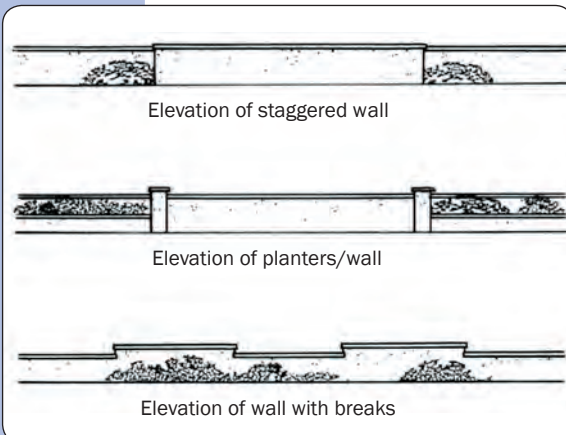 Elevation of staggered wall
Elevation of planters/wall
Elevation of wall with breaks